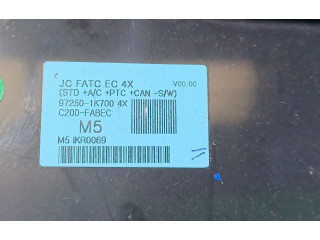 JC FATC EC 4X V00.00
(STD +A/C +PTC +CAN -S/W)
97250-1K700 4X
C200-FABEC
M5
M5 iKR0069